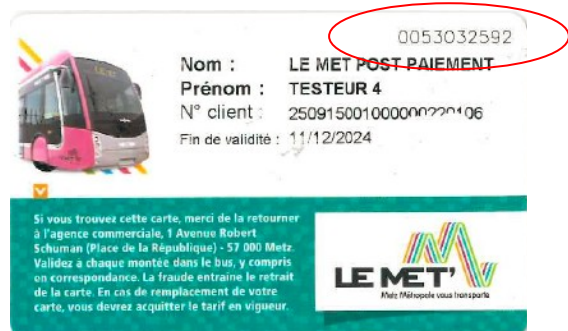 0053032592
Nom : LE MET POST PAIEMENT
Prénom : TESTEUR 4
N° client :
Fin de validité : 11/12/2024
Si vous trouvez cette carte, merci de la retourner
à l'agence commerciale, 1 Avenue Robert
Schuman (Place de la République) - 57 000 Metz.
Validez à chaque montée dans le bus, y compris
en correspondance. La fraude entraîne le retrait
de la carte. En cas de remplacement de votre
carte, vous devrez acquitter le tarif en vigueur.
LE MET'
Metz Métropole vous transporte